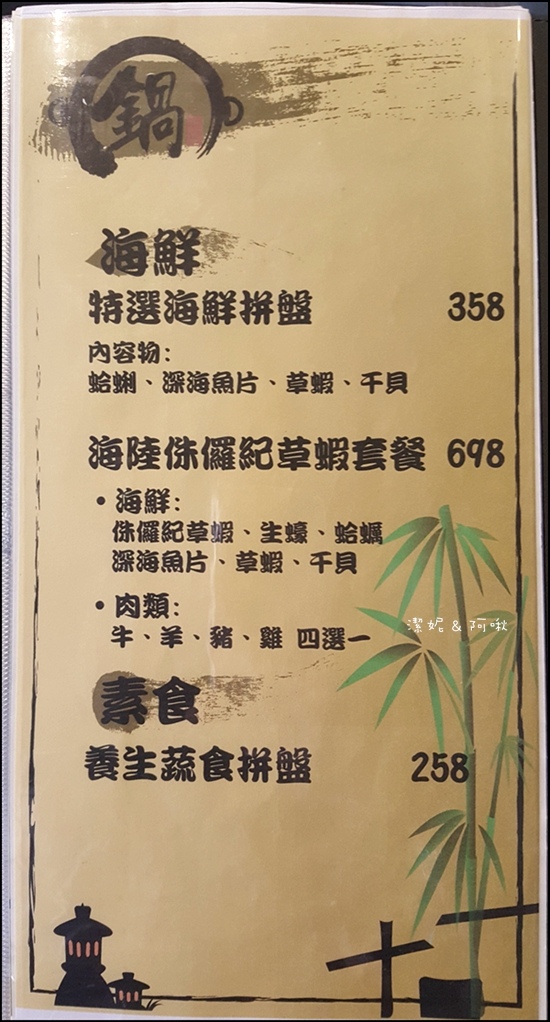 鍋
海鮮
特選海鮮拼盤 358
內容物:
蛤蜊、深海魚片、草蝦、干貝
海陸侏儸紀草蝦套餐 698
•海鮮:
侏儸紀草蝦、生蠔、蛤蠣
深海魚片、草蝦、干貝
•肉類:
牛、羊、豬、雞 四選一
潔妮 & 阿啾
素食
養生蔬食拼盤 258